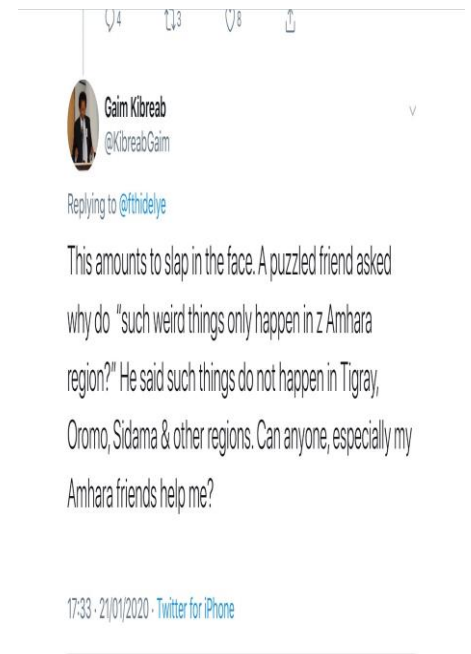 4 3 8
Gaim Kibreab
@KibreabGaim
Replying to @fthidelye
This amounts to slap in the face. A puzzled friend asked
why do "such weird things only happen in z Amhara
region?" He said such things do not happen in Tigray,
Oromo, Sidama & other regions. Can anyone, especially my
Amhara friends help me?
17:33 · 21/01/2020 · Twitter for iPhone